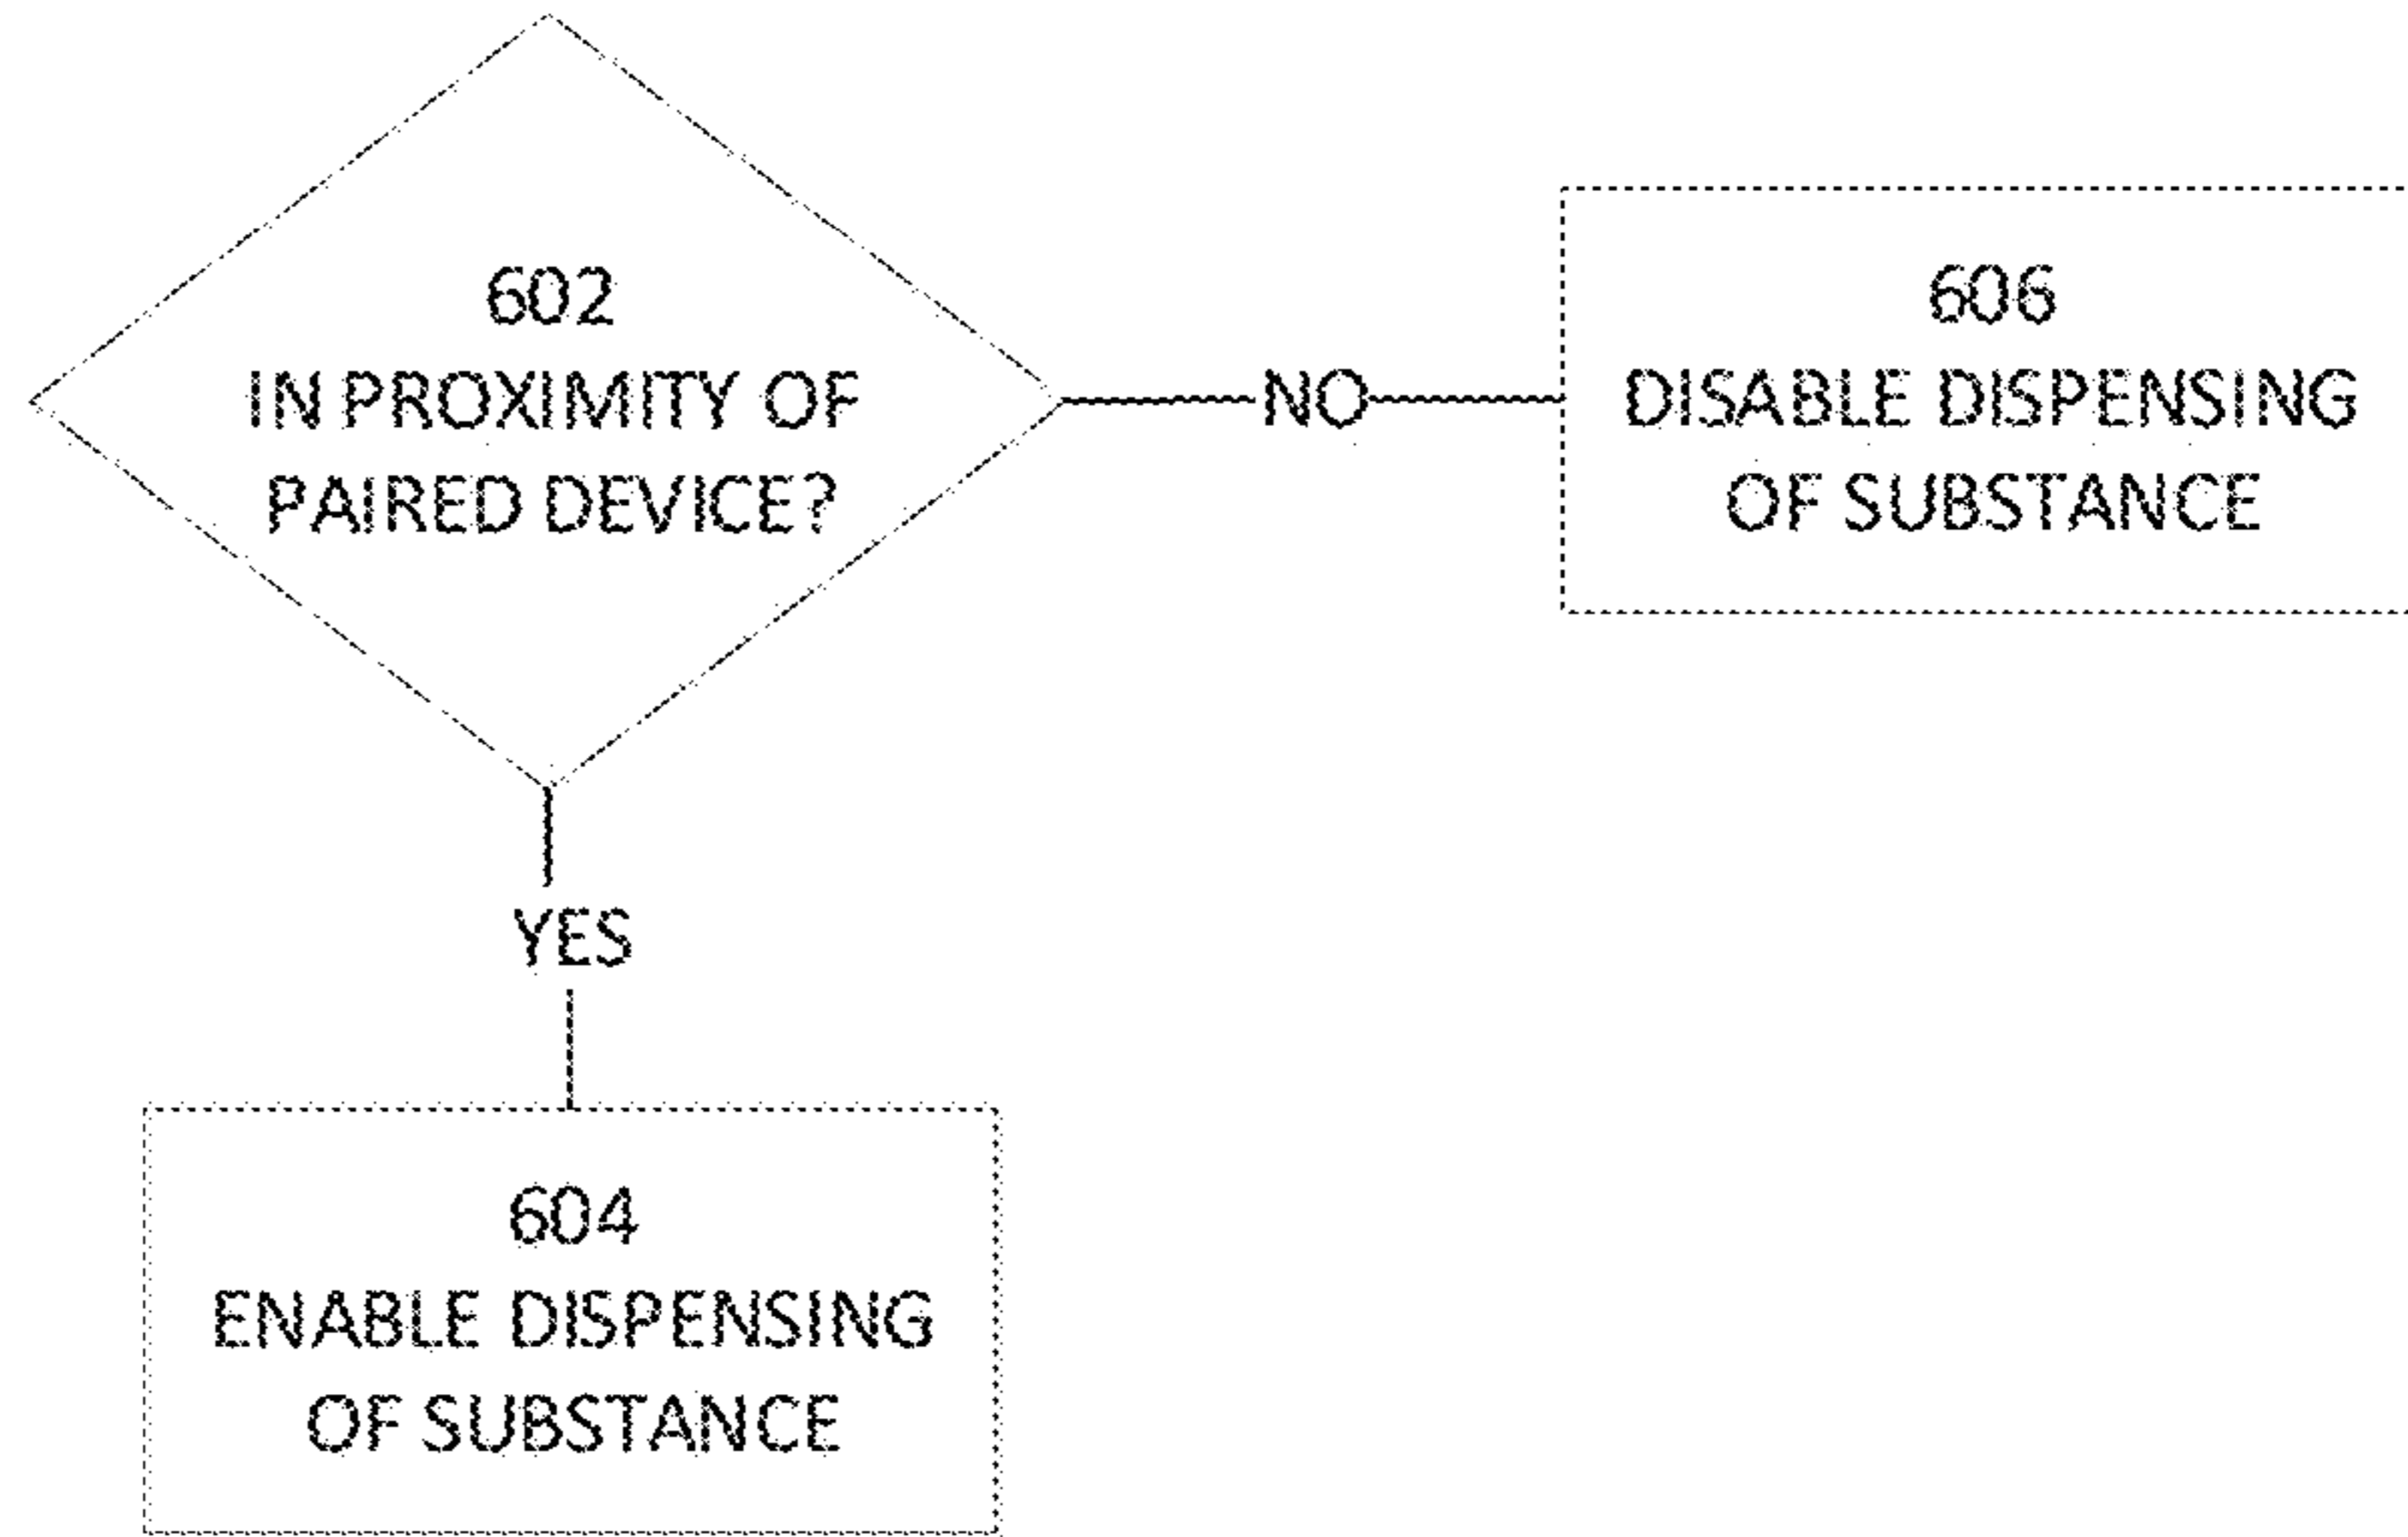 602
IN PROXIMITY OF
PAIRED DEVICE?
NO
606
DISABLE DISPENSING
OF SUBSTANCE
YES
604
ENABLE DISPENSING
OF SUBSTANCE